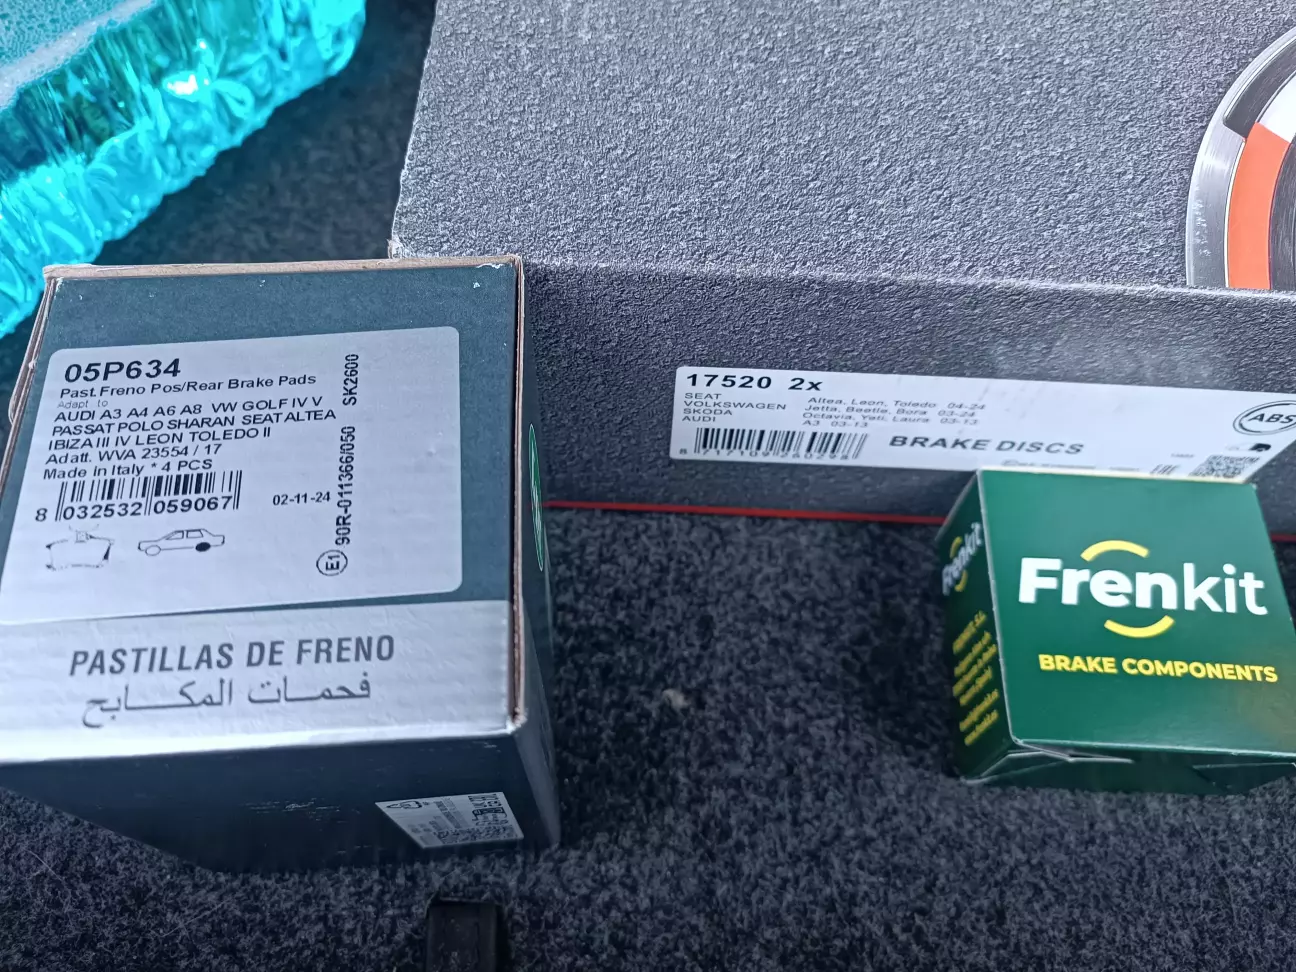 05P634
Past.Freno Pos/Rear Brake Pads
Adapt. to
AUDI A3 A4 A6 A8 VW GOLF IV V
PASSAT POLO SHARAN SEAT ALTEA
IBIZA III IV LEON TOLEDO II
Adatt. WVA 23554 / 17
Made in Italy * 4 PCS
8 032532 059067
02-11-24
E1 90R-011366/050 SK2600
PASTILLAS DE FRENO
فحمات المكابح
17520 2x
SEAT Altea, Leon, Toledo 04-24
VOLKSWAGEN Jetta, Beetle, Bora 03-24
SKODA Octavia, Yeti, Laura 03-13
AUDI A3 03-13
8 717109 280296
BRAKE DISCS
ABS
Frenkit
Frenkit
BRAKE COMPONENTS